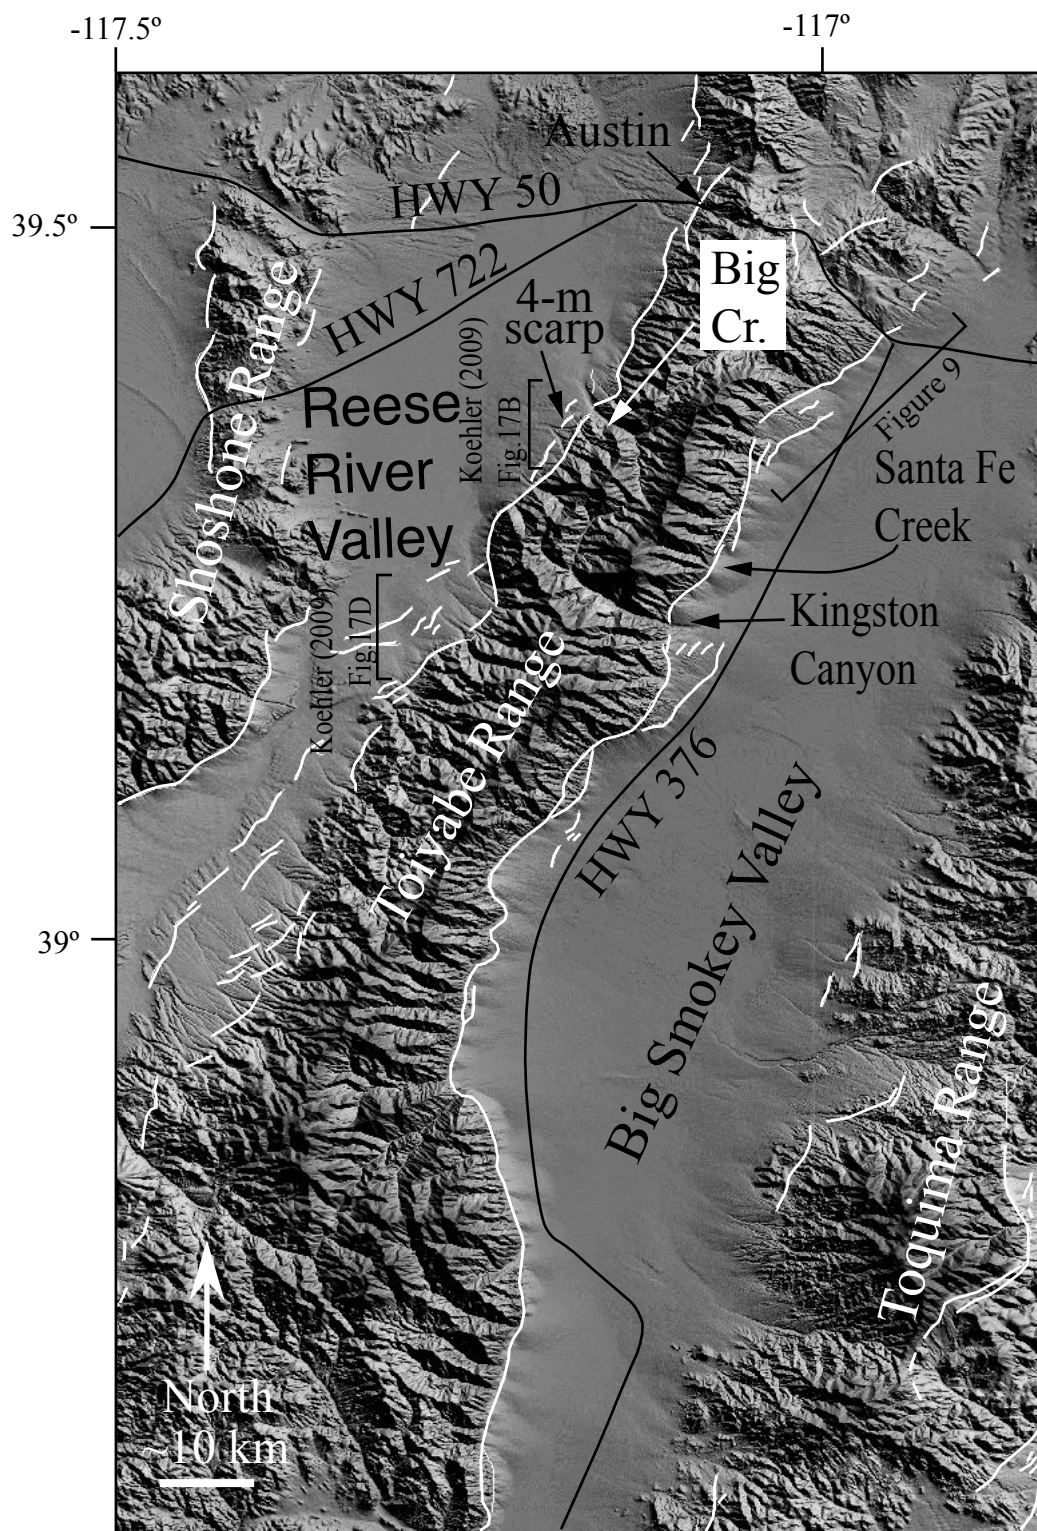 -117.5º
-117º
Austin
HWY 50
39.5º
Big
Cr.
HWY 722
4-m
scarp
Shoshone Range
Reese
River
Valley
Koehler (2009)
Fig.17B
Figure 9
Santa Fe
Creek
Koehler (2009)
Fig.17D
Kingston
Canyon
Toiyabe Range
HWY 376
Big Smokey Valley
39º
Toquima Range
North
~10 km